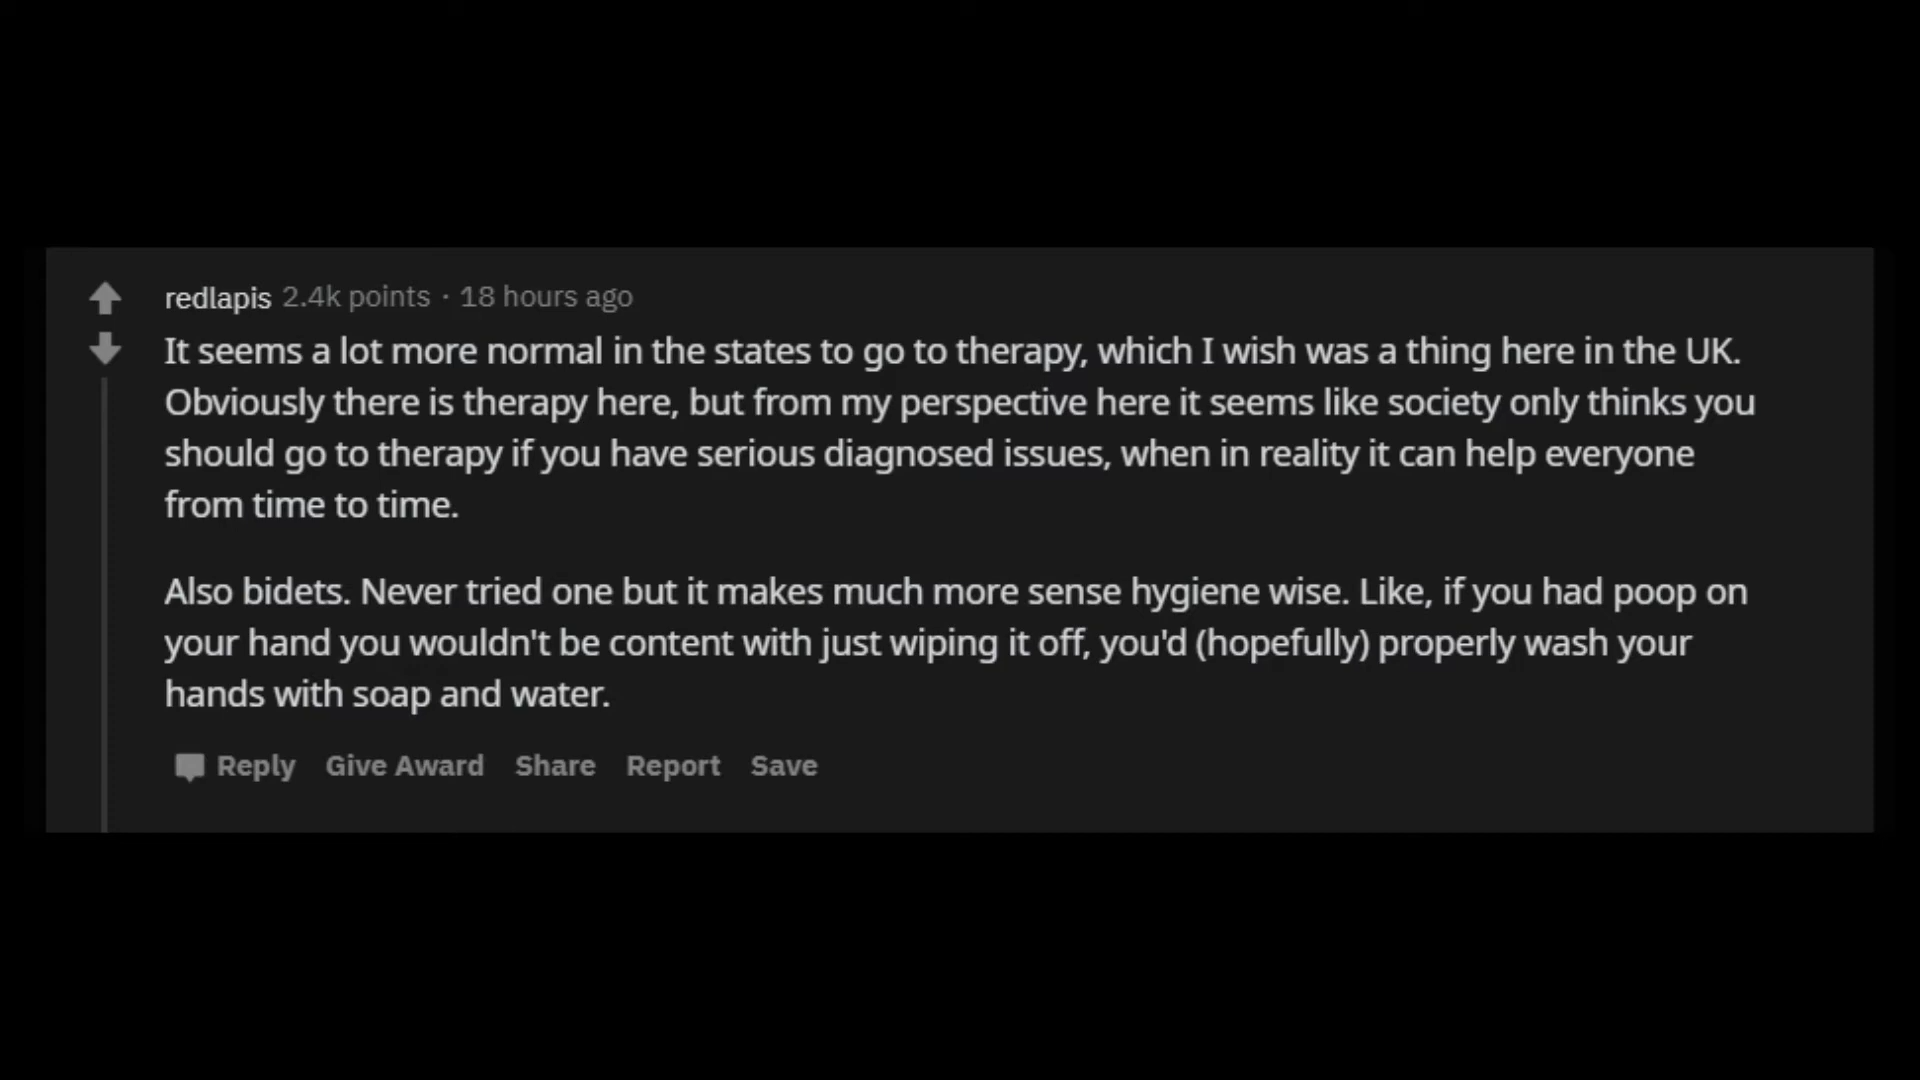 redlapis 2.4k points · 18 hours ago
It seems a lot more normal in the states to go to therapy, which I wish was a thing here in the UK.
Obviously there is therapy here, but from my perspective here it seems like society only thinks you
should go to therapy if you have serious diagnosed issues, when in reality it can help everyone
from time to time.
Also bidets. Never tried one but it makes much more sense hygiene wise. Like, if you had poop on
your hand you wouldn't be content with just wiping it off, you'd (hopefully) properly wash your
hands with soap and water.
Reply Give Award Share Report Save